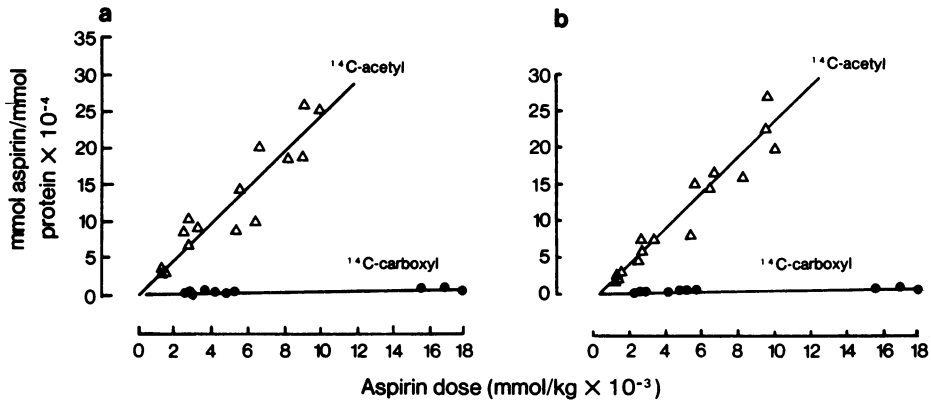 a
b
mmol aspirin/mmol
protein × 10⁻⁴
35
30
25
20
15
10
5
0
¹⁴C-acetyl
¹⁴C-carboxyl
0 2 4 6 8 10 12 14 16 18
30
25
20
15
10
5
0
¹⁴C-acetyl
¹⁴C-carboxyl
0 2 4 6 8 10 12 14 16 18
Aspirin dose (mmol/kg × 10⁻³)